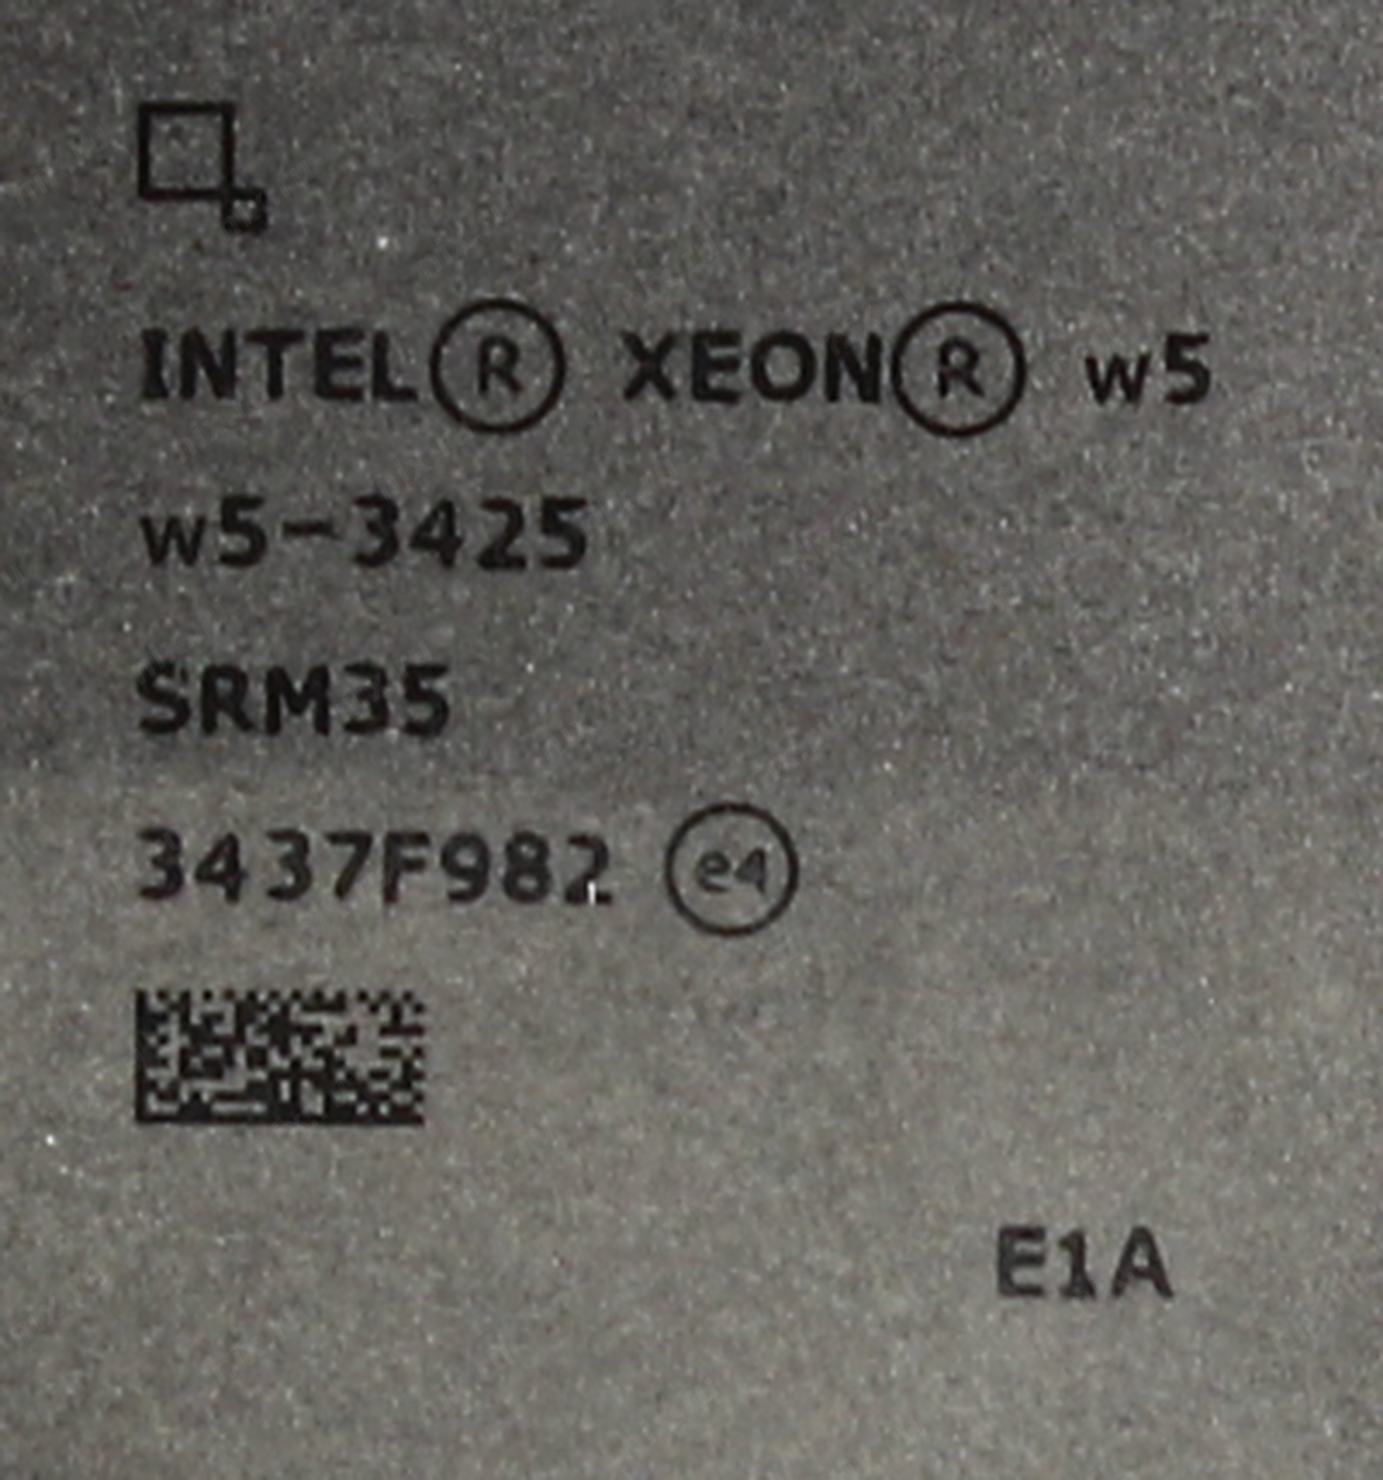 INTEL® XEON® w5
w5-3425
SRM35
3437F982 e4
E1A